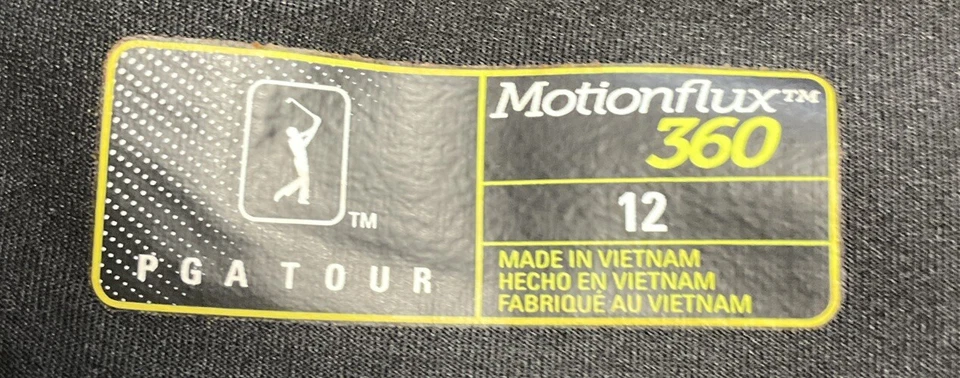 TM
PGA TOUR
Motionflux™
360
12
MADE IN VIETNAM
HECHO EN VIETNAM
FABRIQUÉ AU VIETNAM